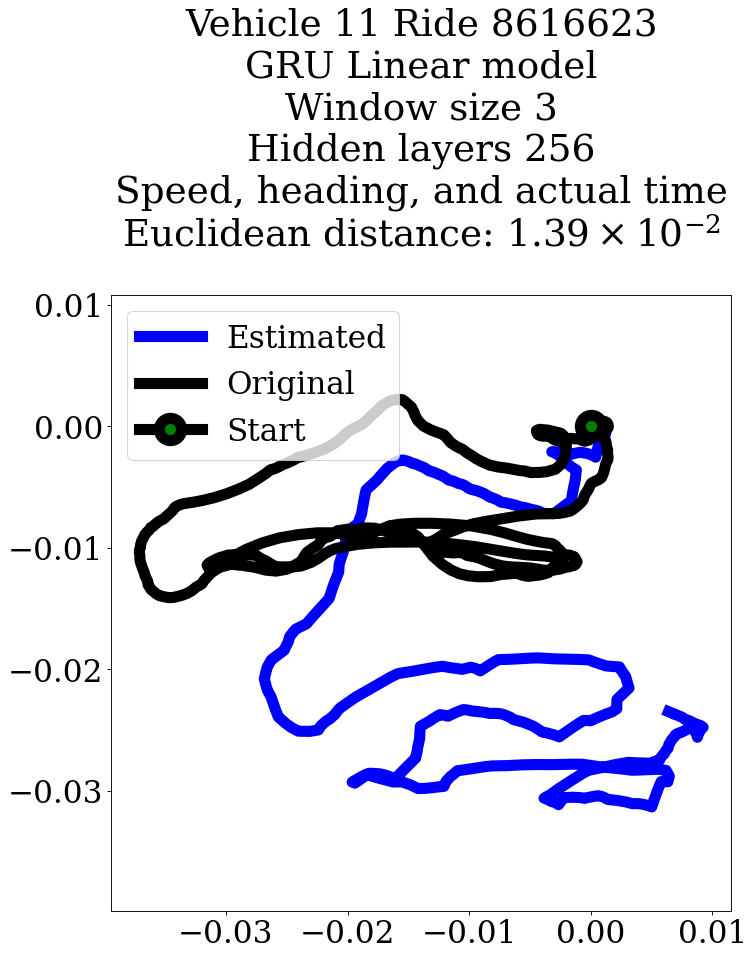 Vehicle 11 Ride 8616623
GRU Linear model
Window size 3
Hidden layers 256
Speed, heading, and actual time
Euclidean distance: 1.39 × 10⁻²
Estimated
Original
Start
0.01
0.00
−0.01
−0.02
−0.03
−0.03 −0.02 −0.01 0.00 0.01